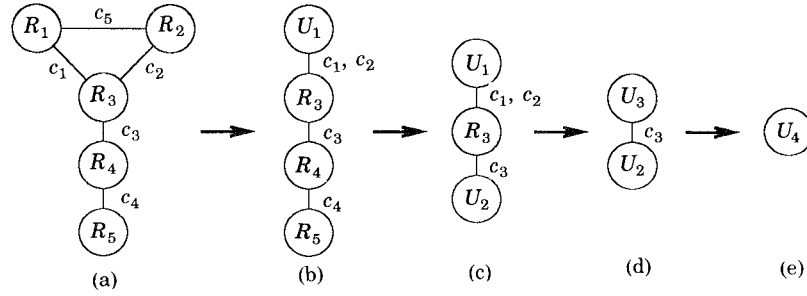 R₁ c₅ R₂
c₁ c₂
R₃
c₃
R₄
c₄
R₅
(a)
U₁
c₁, c₂
R₃
c₃
R₄
c₄
R₅
(b)
U₁
c₁, c₂
R₃
c₃
U₂
(c)
U₃
c₃
U₂
(d)
U₄
(e)